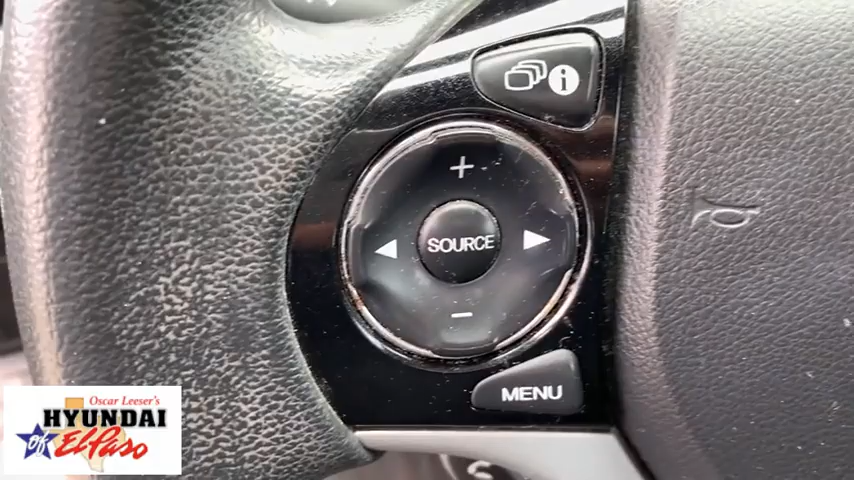 i
+
SOURCE
−
MENU
Oscar Leeser's
HYUNDAI
of El Paso